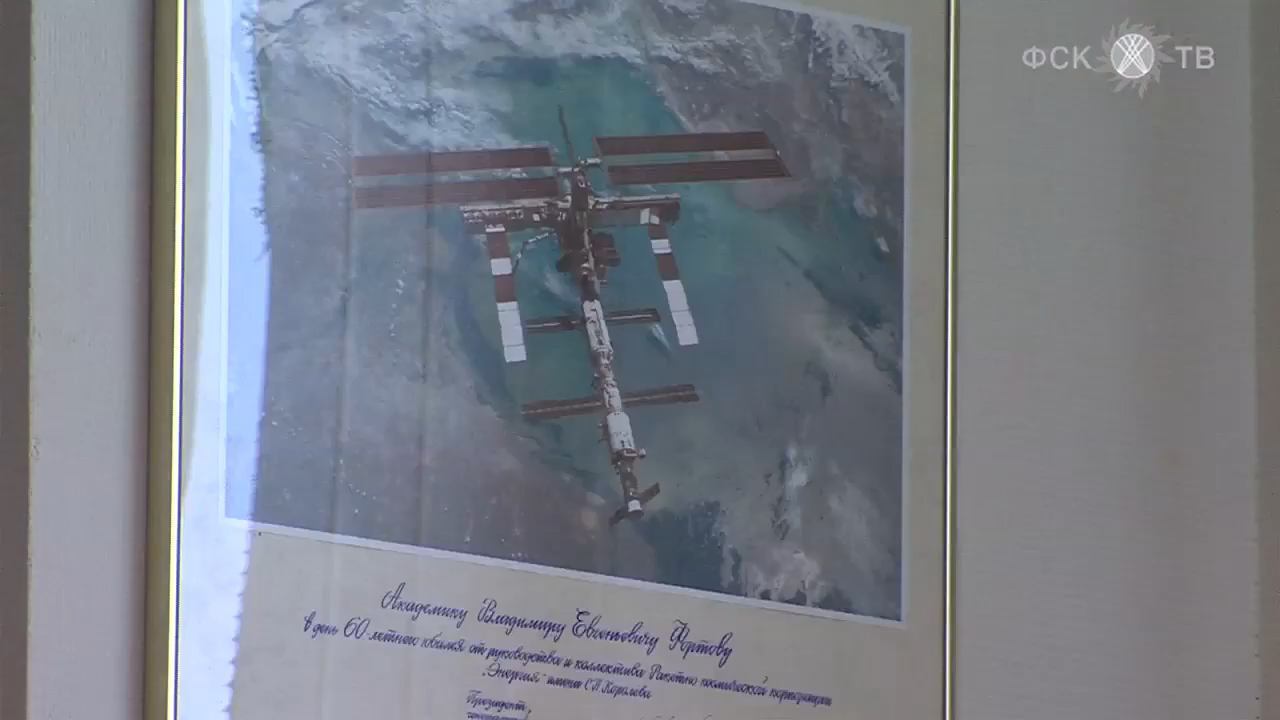 ФСК ТВ
Академику Владимиру Евгеньевичу Фортову
в день 60-летнего юбилея от руководства и коллектива Ракетно космической корпорации
"Энергия" имени С.П. Королева
Президент,